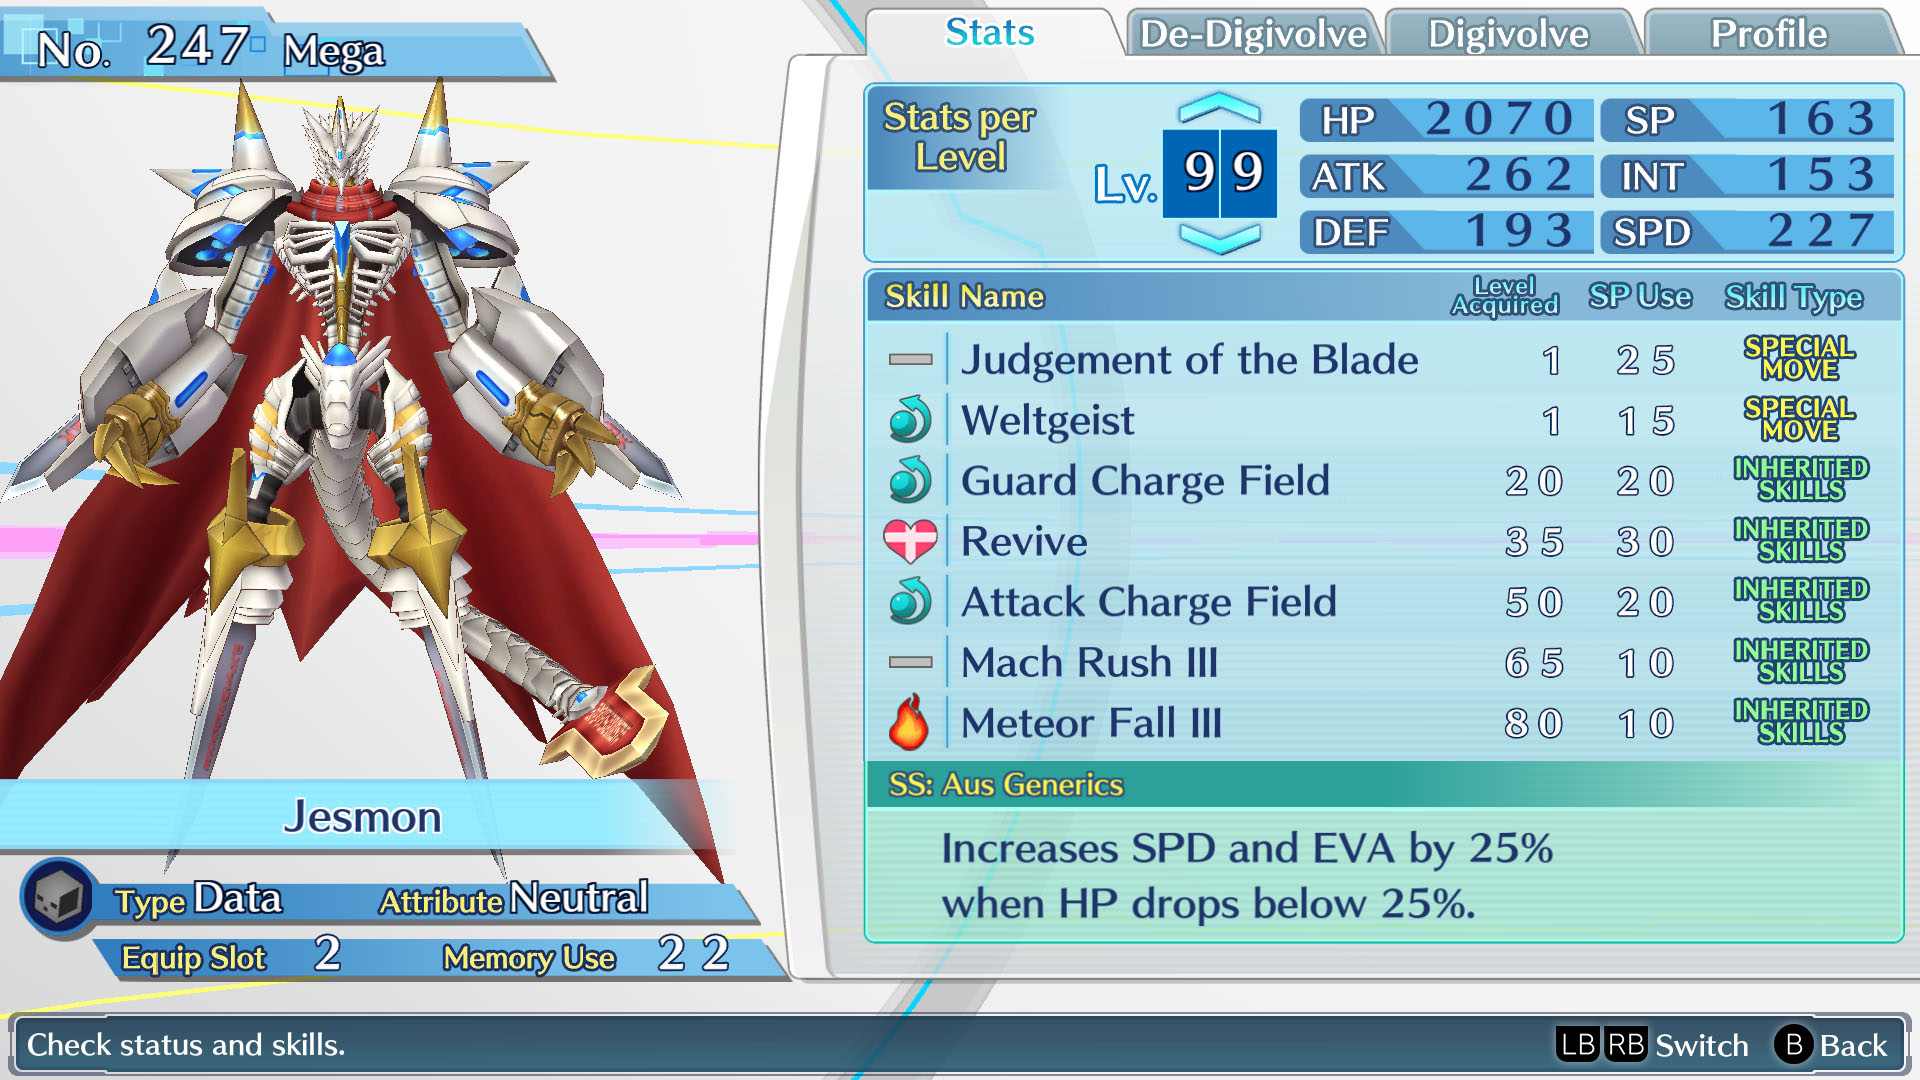 No. 247 Mega
Stats
De-Digivolve
Digivolve
Profile
Stats per
Level
Lv. 99
HP 2070
SP 163
ATK 262
INT 153
DEF 193
SPD 227
Skill Name
Level
Acquired
SP Use
Skill Type
Judgement of the Blade 1 25 SPECIAL
MOVE
Weltgeist 1 15 SPECIAL
MOVE
Guard Charge Field 20 20 INHERITED
SKILLS
Revive 35 30 INHERITED
SKILLS
Attack Charge Field 50 20 INHERITED
SKILLS
Mach Rush III 65 10 INHERITED
SKILLS
Meteor Fall III 80 10 INHERITED
SKILLS
SS: Aus Generics
Increases SPD and EVA by 25%
when HP drops below 25%.
Jesmon
Type Data Attribute Neutral
Equip Slot 2 Memory Use 22
Check status and skills.
LB RB Switch B Back